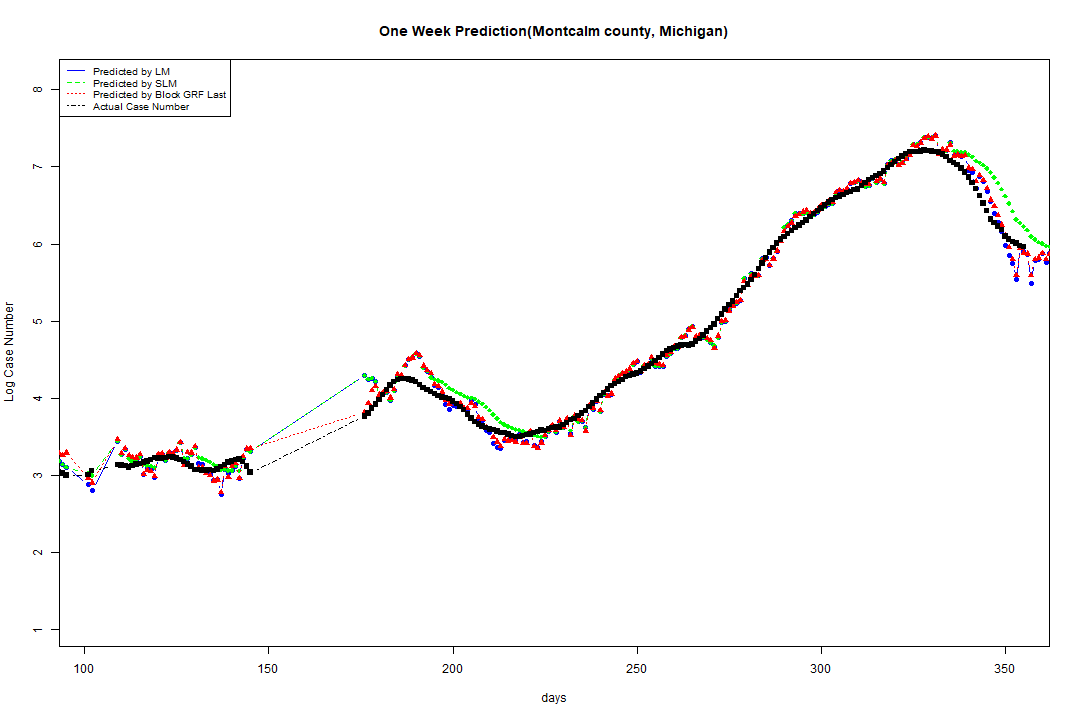 One Week Prediction(Montcalm county, Michigan)
Predicted by LM
Predicted by SLM
Predicted by Block GRF Last
Actual Case Number
Log Case Number
8
7
6
5
4
3
2
1
100 150 200 250 300 350
days